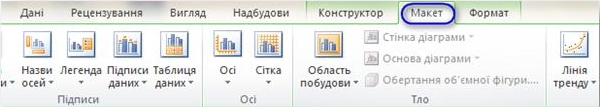 Дані Рецензування Вигляд Надбудови Конструктор Макет Формат
Назви осей
Легенда
Підписи даних
Таблиця даних
Підписи
Осі
Сітка
Осі
Область побудови
Стінка діаграми
Основа діаграми
Обертання об'ємної фігури....
Тло
Лінія тренду